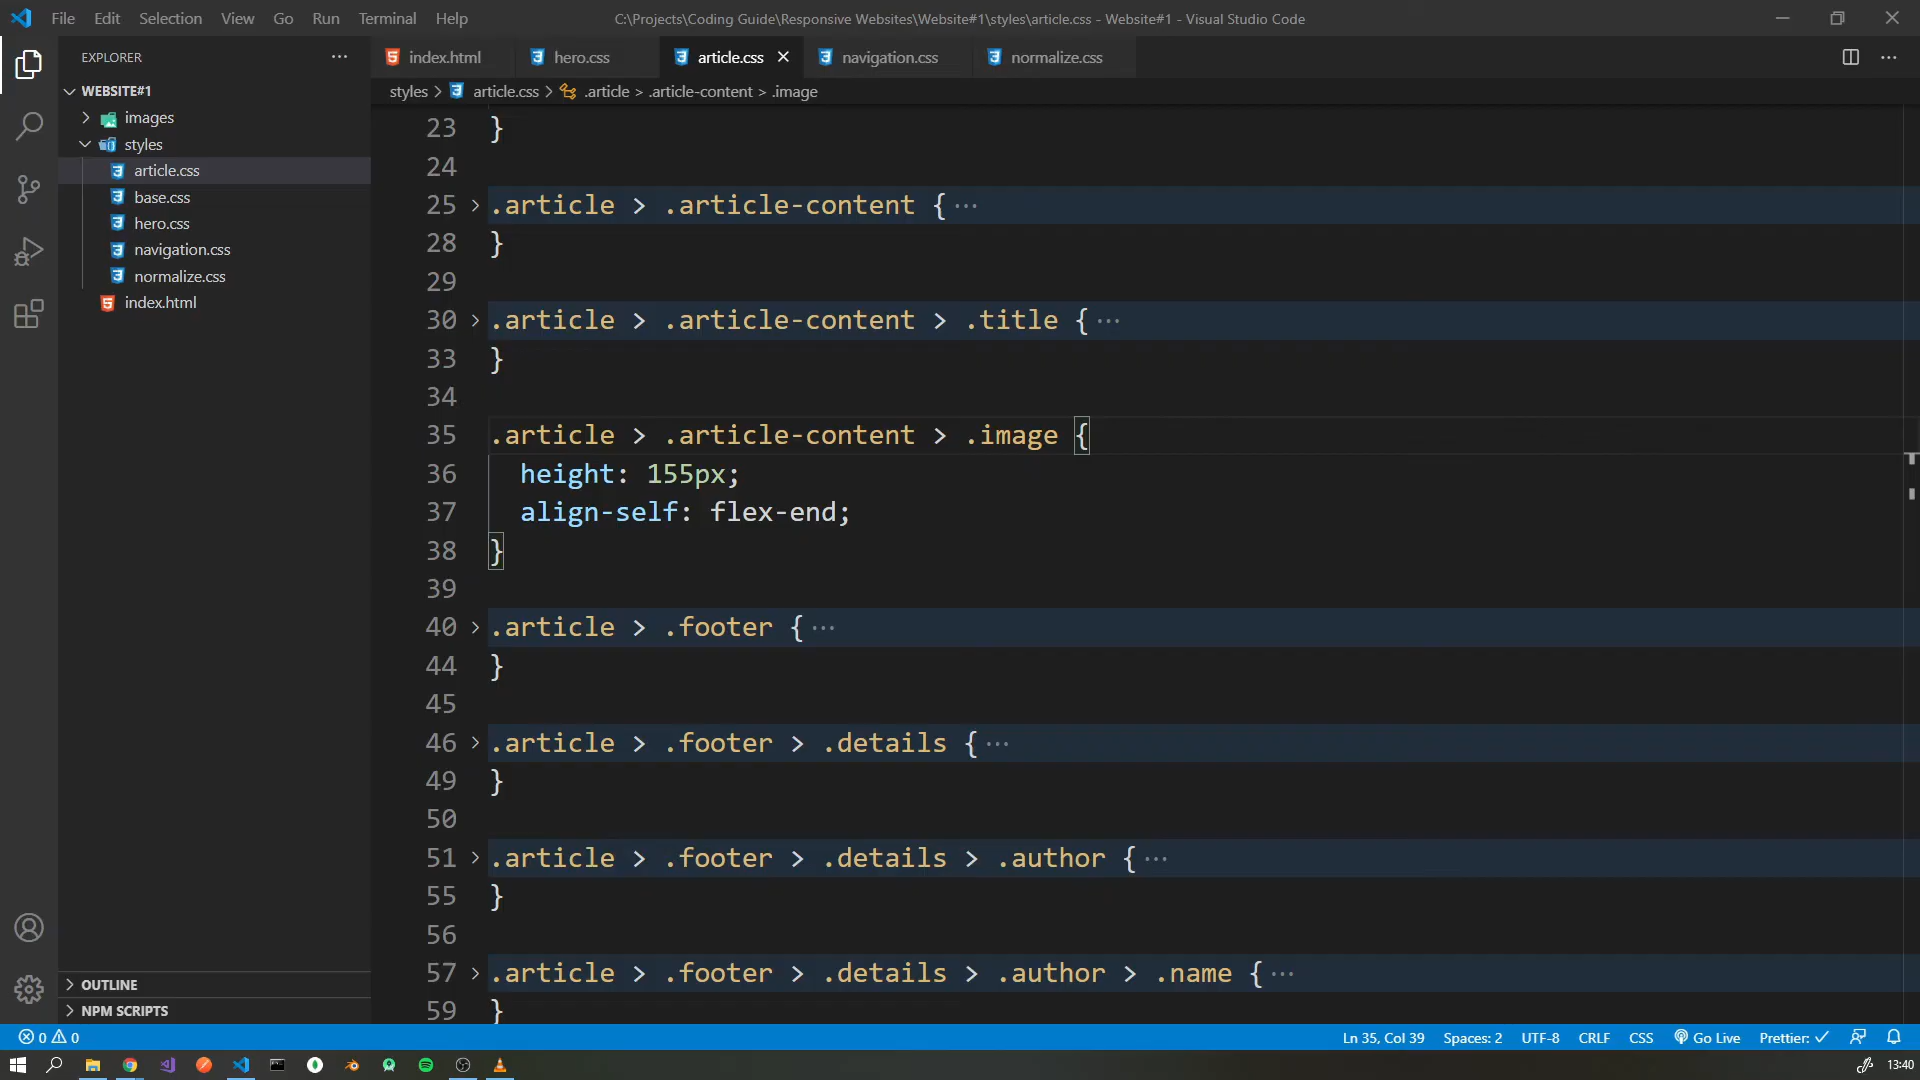 File Edit Selection View Go Run Terminal Help C:\Projects\Coding Guide\Responsive Websites\Website#1\styles\article.css - Website#1 - Visual Studio Code
EXPLORER
index.html hero.css article.css navigation.css normalize.css
WEBSITE#1
styles > article.css > .article > .article-content > .image
images
styles
article.css
base.css
hero.css
navigation.css
normalize.css
index.html
23 }
24
25 .article > .article-content { ...
28 }
29
30 .article > .article-content > .title { ...
33 }
34
35 .article > .article-content > .image {
36 height: 155px;
37 align-self: flex-end;
38 }
39
40 .article > .footer { ...
44 }
45
46 .article > .footer > .details { ...
49 }
50
51 .article > .footer > .details > .author { ...
55 }
56
57 .article > .footer > .details > .author > .name { ...
59 }
OUTLINE
NPM SCRIPTS
0 0 Ln 35, Col 39 Spaces: 2 UTF-8 CRLF CSS Go Live Prettier: ✓
13:40